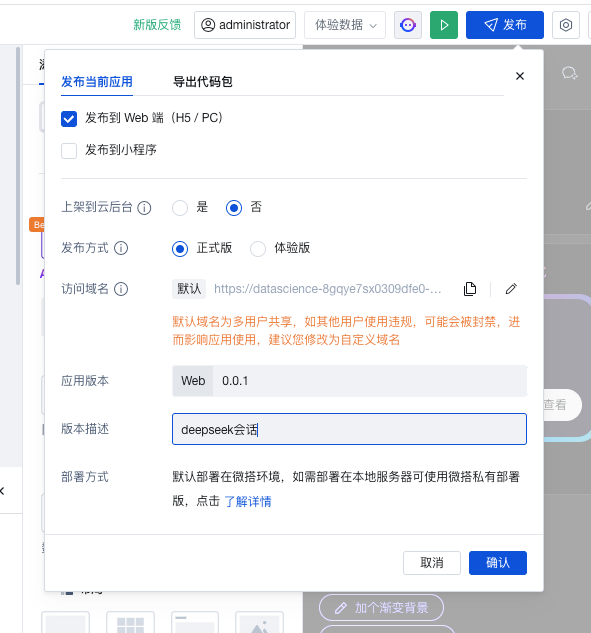 新版反馈 administrator 体验数据 发布
发布当前应用 导出代码包
发布到 Web 端（H5 / PC）
发布到小程序
上架到云后台 是 否
Be
发布方式 正式版 体验版
访问域名 默认 https://datascience-8gqye7sx0309dfe0-...
默认域名为多用户共享，如其他用户使用违规，可能会被封禁，进
而影响应用使用，建议您修改为自定义域名
应用版本 Web 0.0.1
查看
版本描述 deepseek会话
部署方式 默认部署在微搭环境，如需部署在本地服务器可使用微搭私有部署
版，点击 了解详情
取消 确认
加个渐变背景